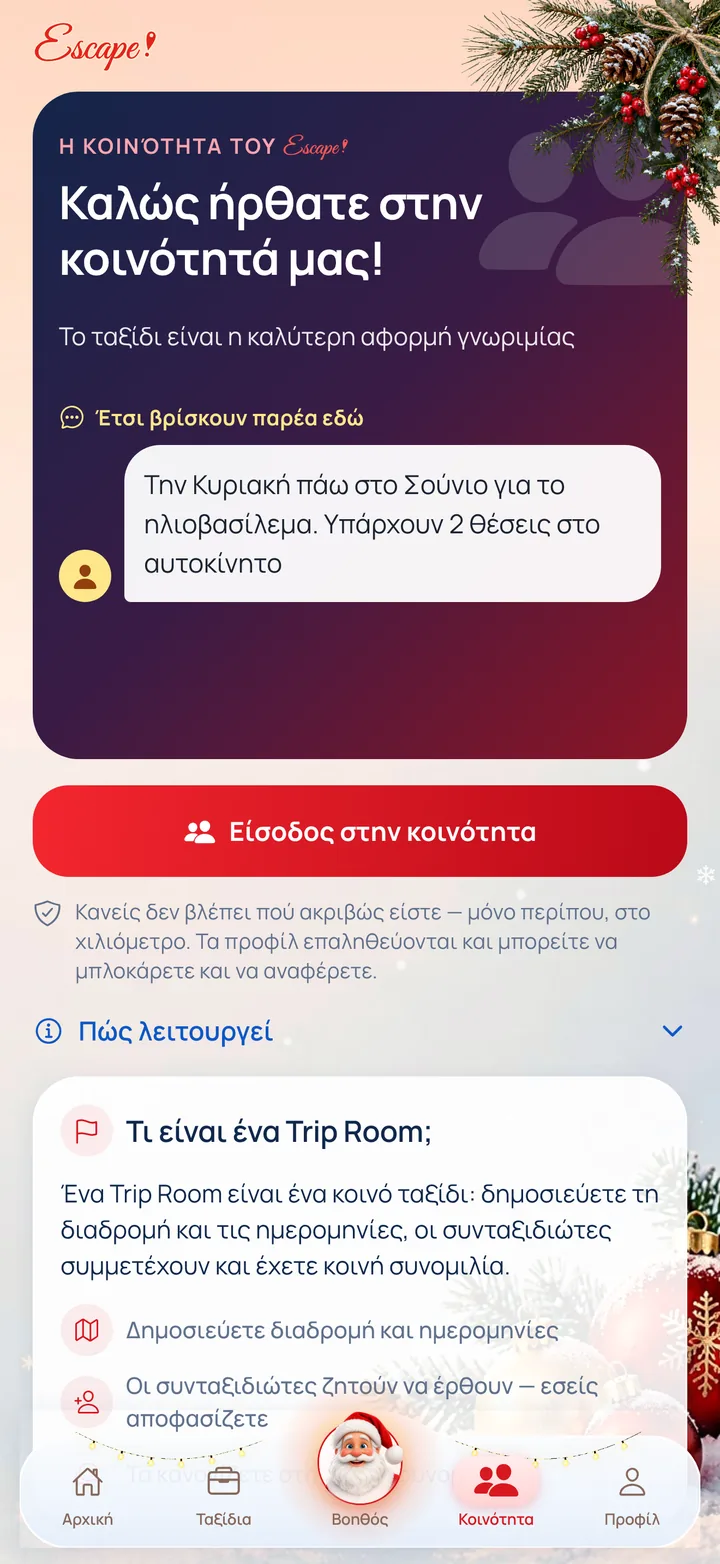 Escape!
Η ΚΟΙΝΌΤΗΤΑ ΤΟΥ Escape!
Καλώς ήρθατε στην
κοινότητά μας!
Το ταξίδι είναι η καλύτερη αφορμή γνωριμίας
Έτσι βρίσκουν παρέα εδώ
Την Κυριακή πάω στο Σούνιο για το
ηλιοβασίλεμα. Υπάρχουν 2 θέσεις στο
αυτοκίνητο
Είσοδος στην κοινότητα
Κανείς δεν βλέπει πού ακριβώς είστε — μόνο περίπου, στο
χιλιόμετρο. Τα προφίλ επαληθεύονται και μπορείτε να
μπλοκάρετε και να αναφέρετε.
Πώς λειτουργεί
Τι είναι ένα Trip Room;
Ένα Trip Room είναι ένα κοινό ταξίδι: δημοσιεύετε τη
διαδρομή και τις ημερομηνίες, οι συνταξιδιώτες
συμμετέχουν και έχετε κοινή συνομιλία.
Δημοσιεύετε διαδρομή και ημερομηνίες
Οι συνταξιδιώτες ζητούν να έρθουν — εσείς
αποφασίζετε
Αρχική
Ταξίδια
Βοηθός
Κοινότητα
Προφίλ